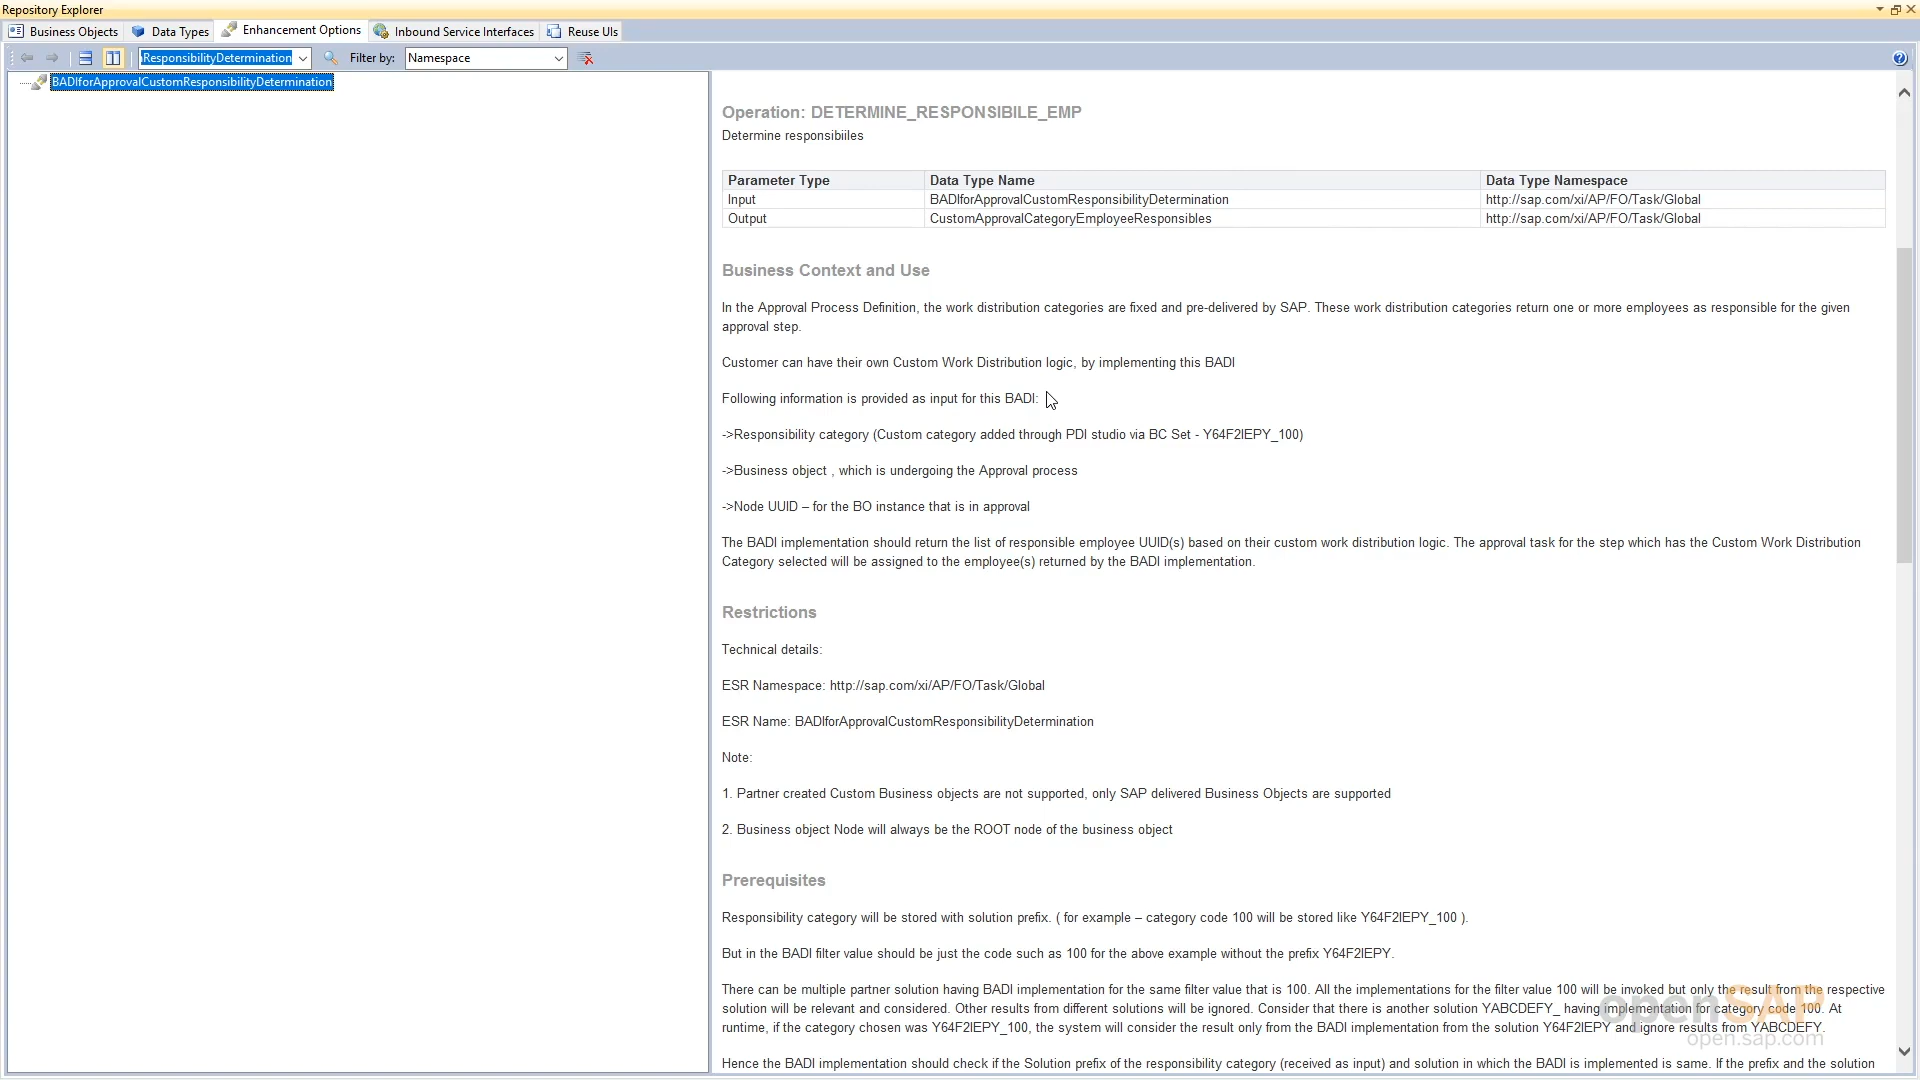 Repository Explorer
Business Objects Data Types Enhancement Options Inbound Service Interfaces Reuse UIs
ResponsibilityDetermination Filter by: Namespace
BADIforApprovalCustomResponsibilityDetermination
Operation: DETERMINE_RESPONSIBILE_EMP
Determine responsibiiles
Parameter Type Data Type Name Data Type Namespace
Input BADIforApprovalCustomResponsibilityDetermination http://sap.com/xi/AP/FO/Task/Global
Output CustomApprovalCategoryEmployeeResponsibles http://sap.com/xi/AP/FO/Task/Global
Business Context and Use
In the Approval Process Definition, the work distribution categories are fixed and pre-delivered by SAP. These work distribution categories return one or more employees as responsible for the given
approval step.
Customer can have their own Custom Work Distribution logic, by implementing this BADI
Following information is provided as input for this BADI:
->Responsibility category (Custom category added through PDI studio via BC Set - Y64F2IEPY_100)
->Business object , which is undergoing the Approval process
->Node UUID – for the BO instance that is in approval
The BADI implementation should return the list of responsible employee UUID(s) based on their custom work distribution logic. The approval task for the step which has the Custom Work Distribution
Category selected will be assigned to the employee(s) returned by the BADI implementation.
Restrictions
Technical details:
ESR Namespace: http://sap.com/xi/AP/FO/Task/Global
ESR Name: BADIforApprovalCustomResponsibilityDetermination
Note:
1. Partner created Custom Business objects are not supported, only SAP delivered Business Objects are supported
2. Business object Node will always be the ROOT node of the business object
Prerequisites
Responsibility category will be stored with solution prefix. ( for example – category code 100 will be stored like Y64F2IEPY_100 ).
But in the BADI filter value should be just the code such as 100 for the above example without the prefix Y64F2IEPY.
There can be multiple partner solution having BADI implementation for the same filter value that is 100. All the implementations for the filter value 100 will be invoked but only the result from the respective
solution will be relevant and considered. Other results from different solutions will be ignored. Consider that there is another solution YABCDEFY_ having implementation for category code 100. At
runtime, if the category chosen was Y64F2IEPY_100, the system will consider the result only from the BADI implementation from the solution Y64F2IEPY and ignore results from YABCDEFY.
Hence the BADI implementation should check if the Solution prefix of the responsibility category (received as input) and solution in which the BADI is implemented is same. If the prefix and the solution
openSAP
open.sap.com